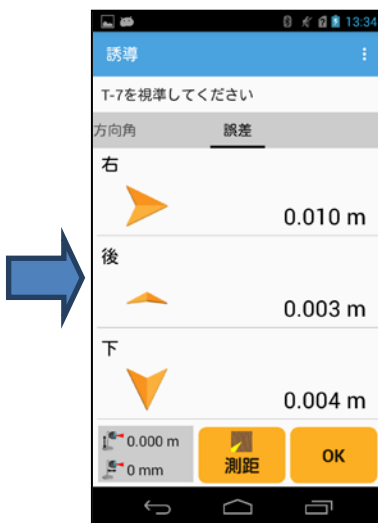 13:34
誘導
T-7を視準してください
方向角
誤差
右
0.010 m
後
0.003 m
下
0.004 m
0.000 m
0 mm
測距
OK